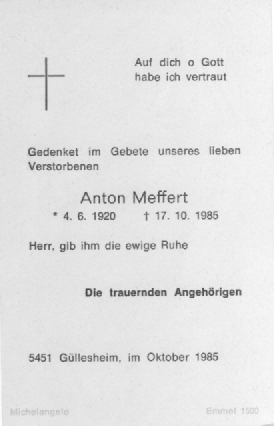 Auf dich o Gott
habe ich vertraut
Gedenket im Gebete unseres lieben
Verstorbenen
Anton Meffert
* 4. 6. 1920 † 17. 10. 1985
Herr, gib ihm die ewige Ruhe
Die trauernden Angehörigen
5451 Güllesheim, im Oktober 1985
Michelangelo Emmet 1500